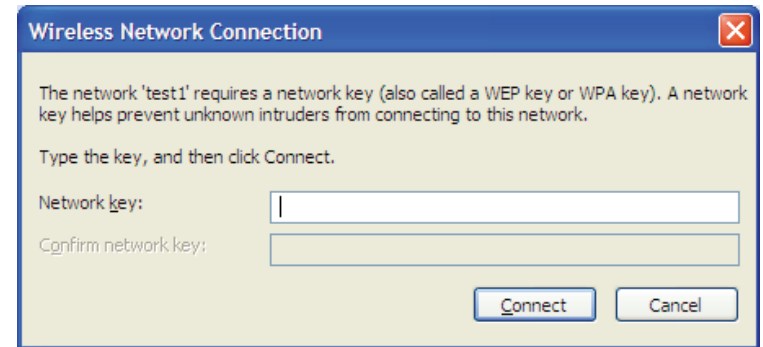 Wireless Network Connection
The network 'test1' requires a network key (also called a WEP key or WPA key). A network
key helps prevent unknown intruders from connecting to this network.
Type the key, and then click Connect.
Network key:
Confirm network key:
Connect Cancel